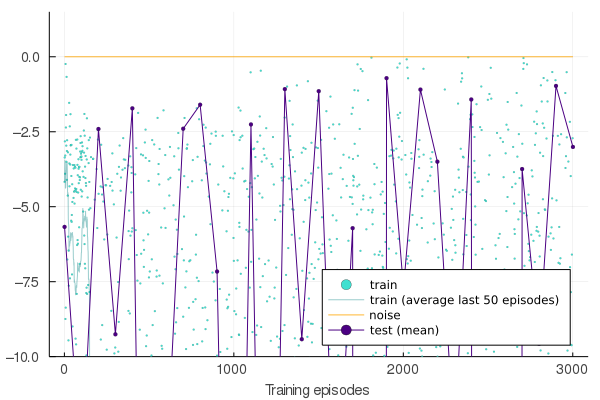 0.0
−2.5
−5.0
−7.5
−10.0
0
1000
2000
3000
Training episodes
train
train (average last 50 episodes)
noise
test (mean)